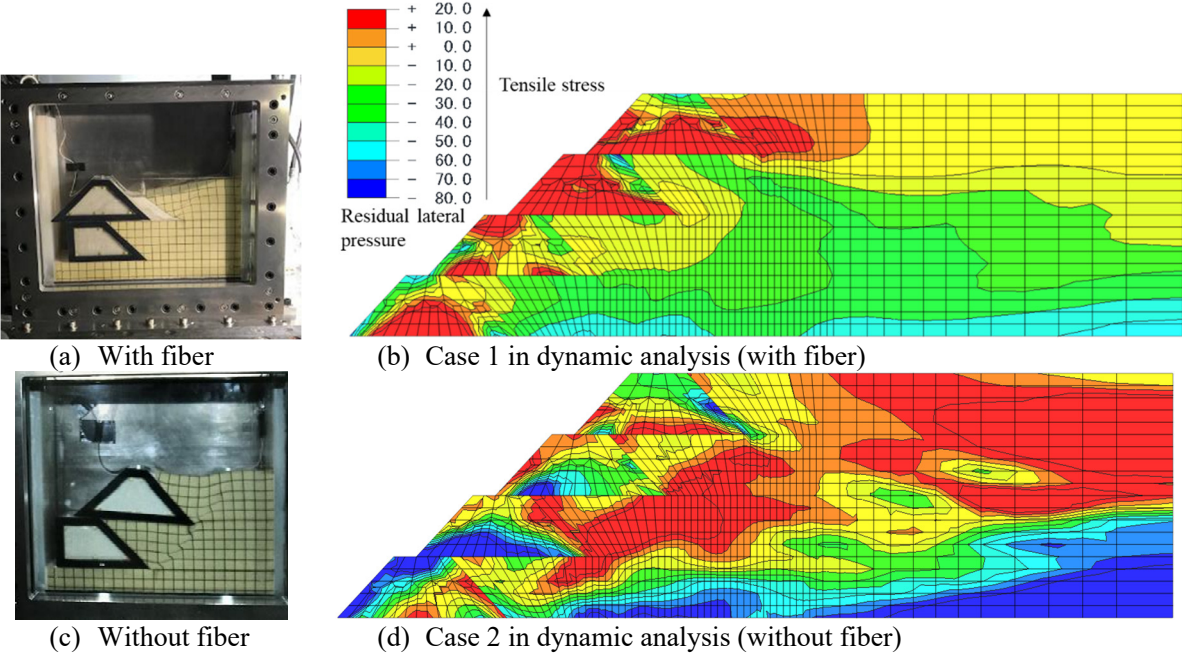 + 20. 0
+ 10. 0
+ 0. 0
− 10. 0
− 20. 0
− 30. 0
− 40. 0
− 50. 0
− 60. 0
− 70. 0
− 80. 0
Tensile stress
Residual lateral
pressure
(a) With fiber
(b) Case 1 in dynamic analysis (with fiber)
(c) Without fiber
(d) Case 2 in dynamic analysis (without fiber)